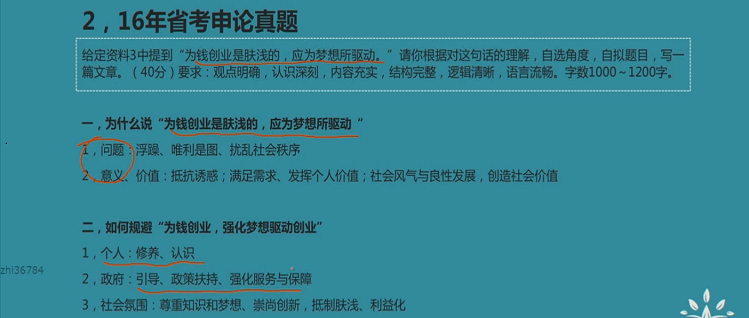 2，16年省考申论真题
给定资料3中提到“为钱创业是肤浅的，应为梦想所驱动。”请你根据对这句话的理解，自选角度，自拟题目，写一
篇文章。（40分）要求：观点明确，认识深刻，内容充实，结构完整，逻辑清晰，语言流畅。字数1000～1200字。
一，为什么说“为钱创业是肤浅的，应为梦想所驱动“
1，问题：浮躁、唯利是图、扰乱社会秩序
2，意义、价值：抵抗诱惑；满足需求、发挥个人价值；社会风气与良性发展，创造社会价值
二，如何规避“为钱创业，强化梦想驱动创业”
1，个人：修养、认识
zhi36784
2，政府：引导、政策扶持、强化服务与保障
3，社会氛围：尊重知识和梦想、崇尚创新，抵制肤浅、利益化